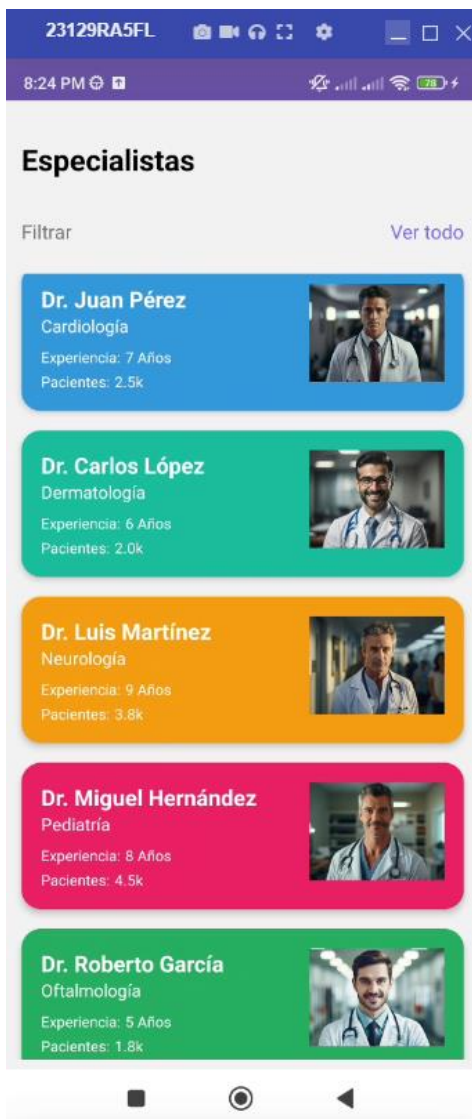 23129RA5FL
8:24 PM
78
Especialistas
Filtrar
Ver todo
Dr. Juan Pérez
Cardiología
Experiencia: 7 Años
Pacientes: 2.5k
Dr. Carlos López
Dermatología
Experiencia: 6 Años
Pacientes: 2.0k
Dr. Luis Martínez
Neurología
Experiencia: 9 Años
Pacientes: 3.8k
Dr. Miguel Hernández
Pediatría
Experiencia: 8 Años
Pacientes: 4.5k
Dr. Roberto García
Oftalmología
Experiencia: 5 Años
Pacientes: 1.8k